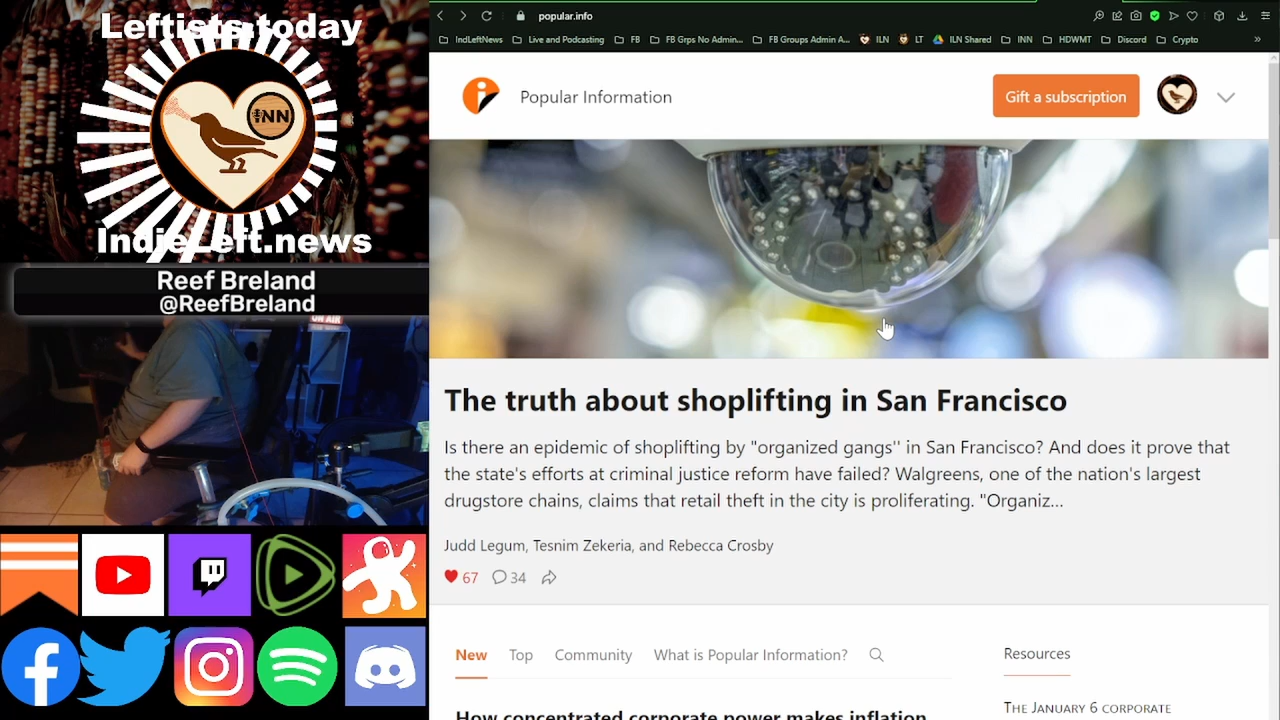 Leftists.today
INN
IndieLeft.news
Reef Breland
@ReefBreland
ON AIR
popular.info
IndLeftNews
Live and Podcasting
FB
FB Grps No Admin...
FB Groups Admin A...
ILN
LT
ILN Shared
INN
HDWMT
Discord
Crypto
»
Popular Information
Gift a subscription
The truth about shoplifting in San Francisco
Is there an epidemic of shoplifting by "organized gangs'' in San Francisco? And does it prove that
the state's efforts at criminal justice reform have failed? Walgreens, one of the nation's largest
drugstore chains, claims that retail theft in the city is proliferating. "Organiz...
Judd Legum, Tesnim Zekeria, and Rebecca Crosby
67
34
New
Top
Community
What is Popular Information?
Resources
THE JANUARY 6 CORPORATE
How concentrated corporate power makes inflation